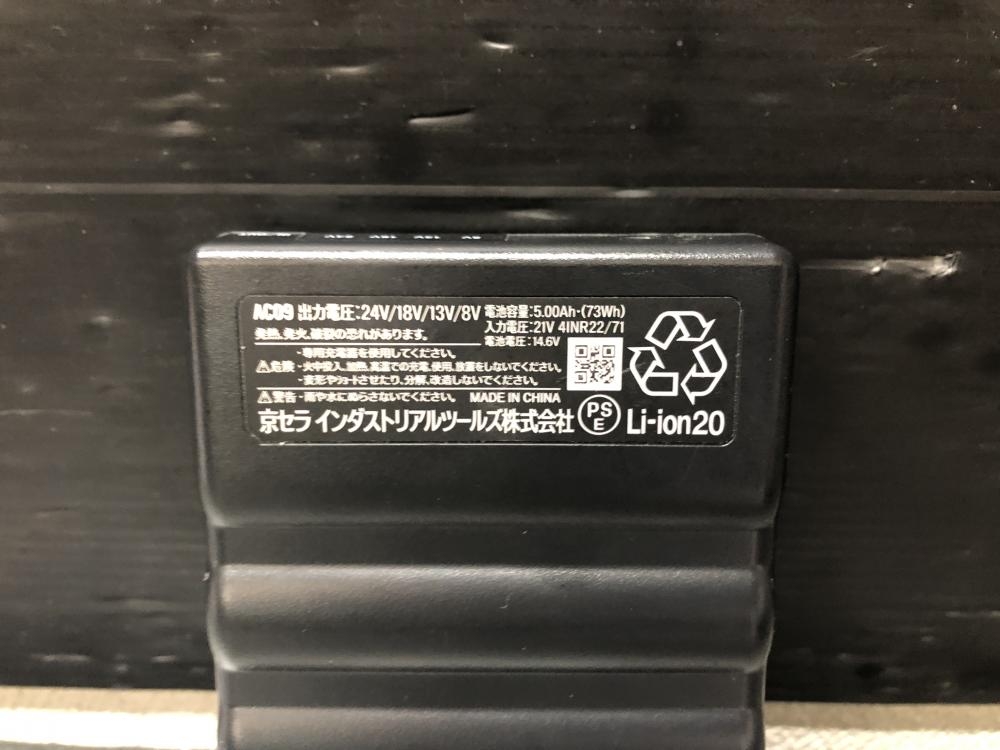 AC09 出力電圧:24V/18V/13V/8V 電池容量:5.00Ah・(73Wh)
入力電圧:21V 4INR22/71
発熱、発火、破裂の恐れがあります。 電池電圧:14.6V
・専用充電器を使用してください。
⚠危険・火中投入、加熱、高温での充電、使用、放置をしないでください。
・変形やショートさせたり、分解、改造しないでください。
⚠警告・雨や水にぬらさないでください。 MADE IN CHINA
京セラ インダストリアルツールズ株式会社 PS E Li-ion20